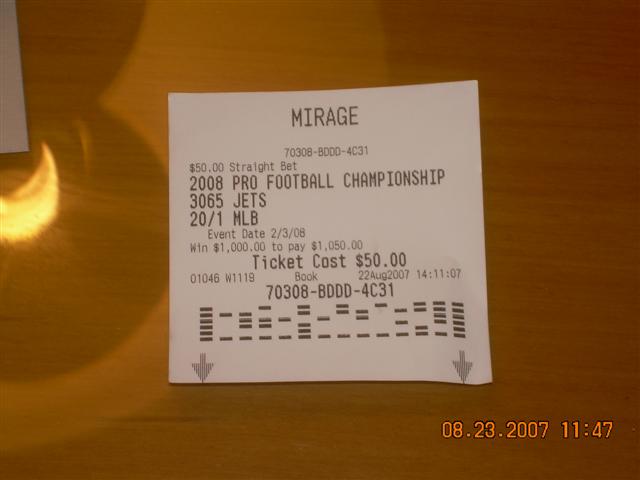 MIRAGE
70308-BDDD-4C31
$50.00 Straight Bet
2008 PRO FOOTBALL CHAMPIONSHIP
3065 JETS
20/1 MLB
Event Date 2/3/08
Win $1,000.00 to pay $1,050.00
Ticket Cost $50.00
01046 W1119 Book 22Aug2007 14:11:07
70308-BDDD-4C31
08.23.2007 11:47